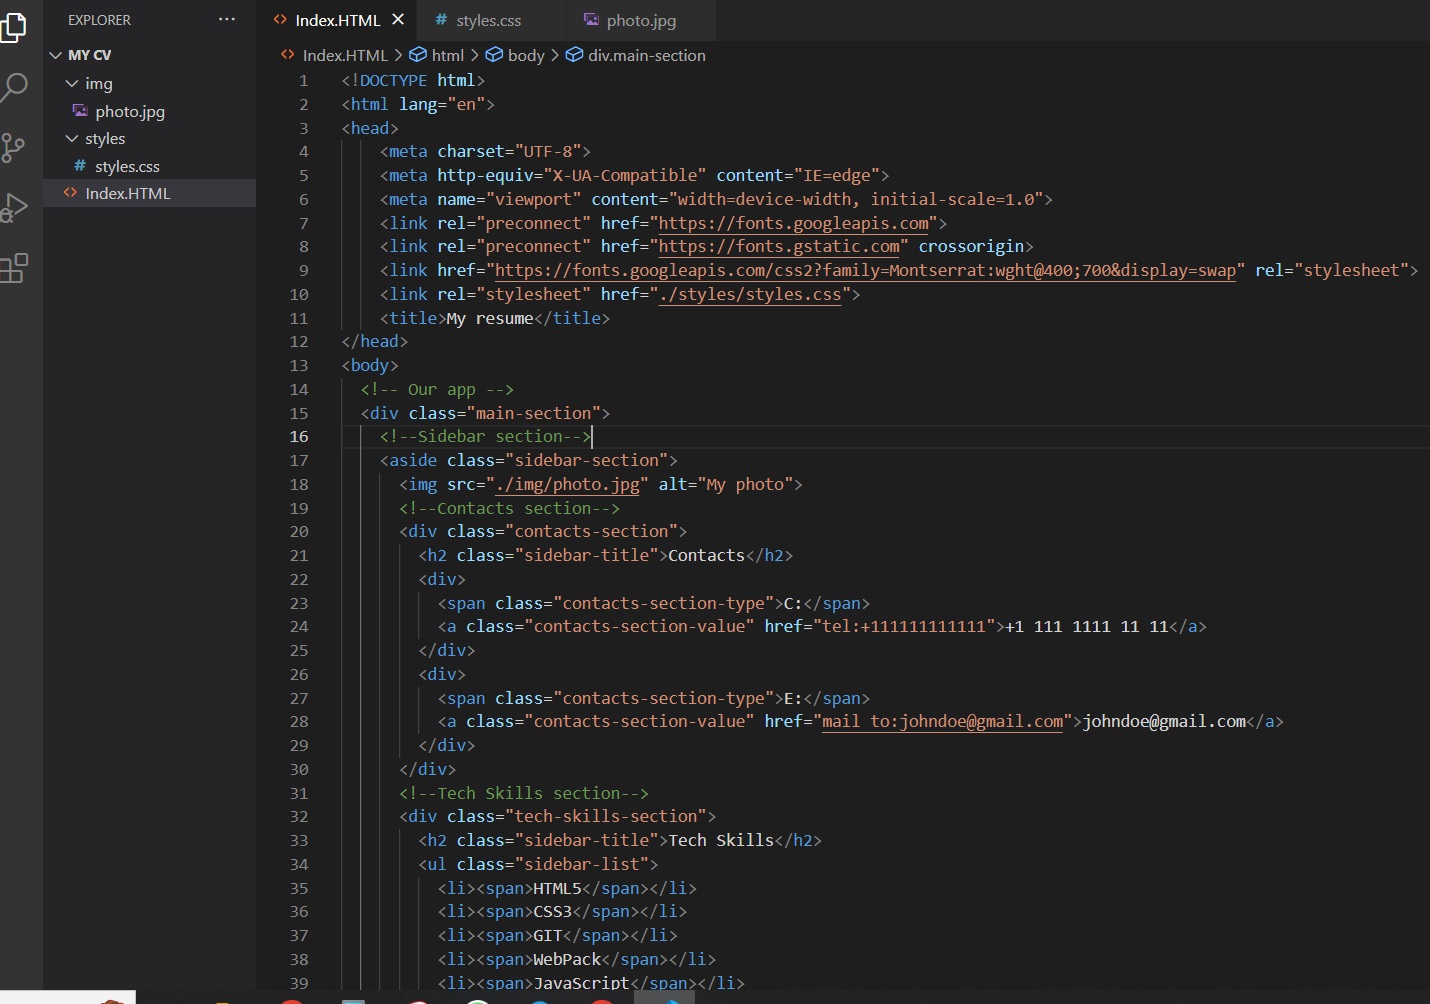 EXPLORER ...
MY CV
img
photo.jpg
styles
# styles.css
<> Index.HTML
<> Index.HTML × # styles.css photo.jpg
<> Index.HTML > html > body > div.main-section
1 <!DOCTYPE html>
2 <html lang="en">
3 <head>
4 <meta charset="UTF-8">
5 <meta http-equiv="X-UA-Compatible" content="IE=edge">
6 <meta name="viewport" content="width=device-width, initial-scale=1.0">
7 <link rel="preconnect" href="https://fonts.googleapis.com">
8 <link rel="preconnect" href="https://fonts.gstatic.com" crossorigin>
9 <link href="https://fonts.googleapis.com/css2?family=Montserrat:wght@400;700&display=swap" rel="stylesheet">
10 <link rel="stylesheet" href="./styles/styles.css">
11 <title>My resume</title>
12 </head>
13 <body>
14 <!-- Our app -->
15 <div class="main-section">
16 <!--Sidebar section-->
17 <aside class="sidebar-section">
18 <img src="./img/photo.jpg" alt="My photo">
19 <!--Contacts section-->
20 <div class="contacts-section">
21 <h2 class="sidebar-title">Contacts</h2>
22 <div>
23 <span class="contacts-section-type">C:</span>
24 <a class="contacts-section-value" href="tel:+111111111111">+1 111 1111 11 11</a>
25 </div>
26 <div>
27 <span class="contacts-section-type">E:</span>
28 <a class="contacts-section-value" href="mail to:johndoe@gmail.com">johndoe@gmail.com</a>
29 </div>
30 </div>
31 <!--Tech Skills section-->
32 <div class="tech-skills-section">
33 <h2 class="sidebar-title">Tech Skills</h2>
34 <ul class="sidebar-list">
35 <li><span>HTML5</span></li>
36 <li><span>CSS3</span></li>
37 <li><span>GIT</span></li>
38 <li><span>WebPack</span></li>
39 <li><span>JavaScript</span></li>